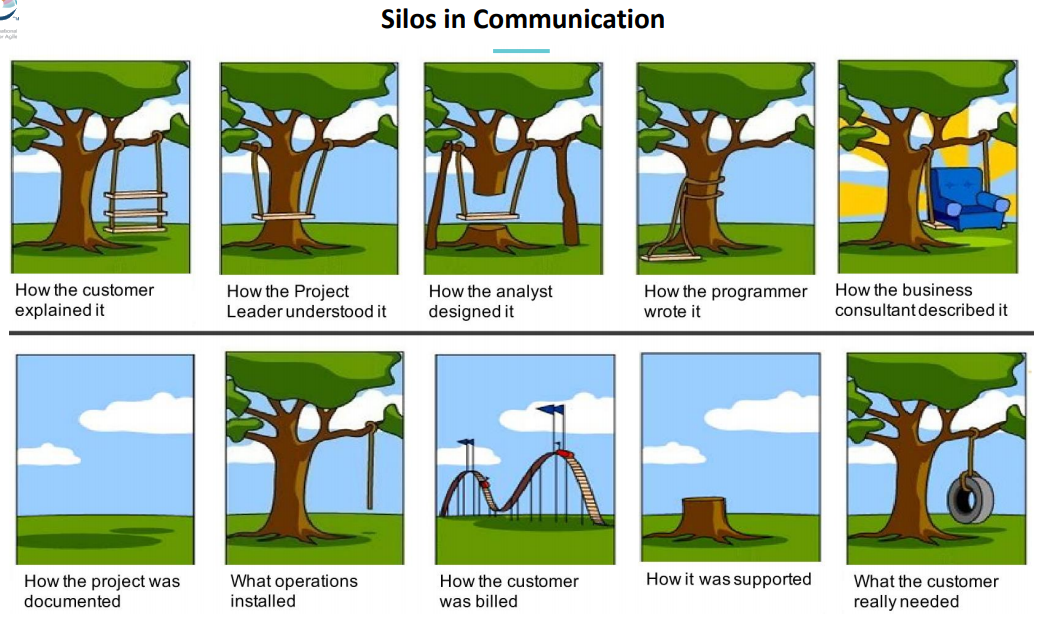 Silos in Communication
national
r Agile
How the customer
explained it
How the Project
Leader understood it
How the analyst
designed it
How the programmer
wrote it
How the business
consultant described it
How the project was
documented
What operations
installed
How the customer
was billed
How it was supported
What the customer
really needed